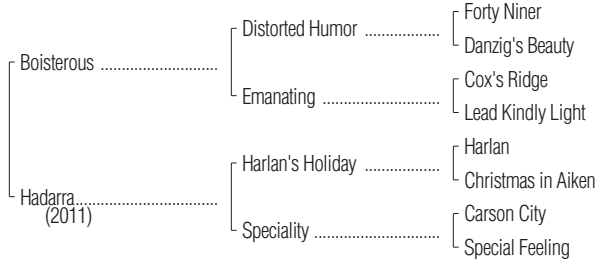 Forty Niner
Distorted Humor ..................
Danzig's Beauty
Boisterous ...........................
Cox's Ridge
Emanating ...........................
Lead Kindly Light
Harlan
Harlan's Holiday ..................
Christmas in Aiken
Hadarra.................................
(2011)
Carson City
Speciality .............................
Special Feeling